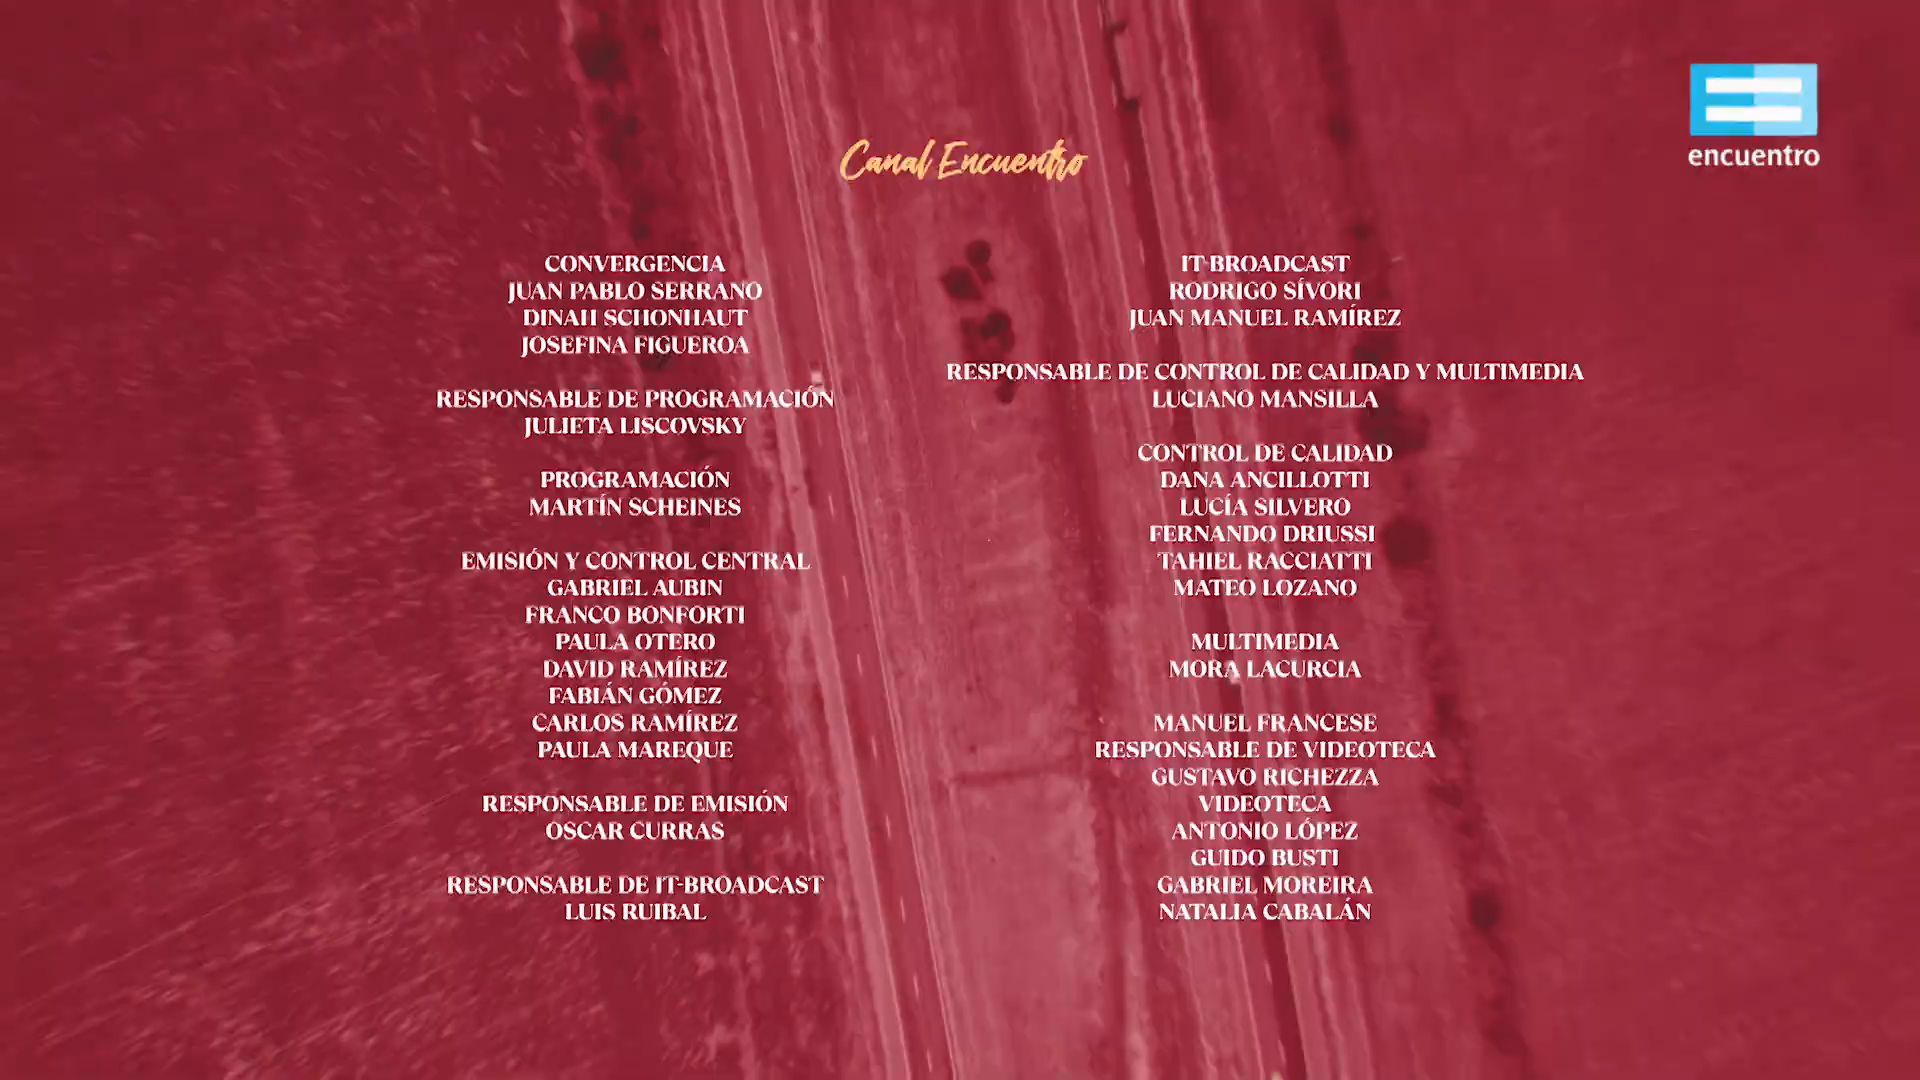 Canal Encuentro
encuentro
CONVERGENCIA
JUAN PABLO SERRANO
DINAH SCHONHAUT
JOSEFINA FIGUEROA
RESPONSABLE DE PROGRAMACIÓN
JULIETA LISCOVSKY
PROGRAMACIÓN
MARTÍN SCHEINES
EMISIÓN Y CONTROL CENTRAL
GABRIEL AUBIN
FRANCO BONFORTI
PAULA OTERO
DAVID RAMÍREZ
FABIÁN GÓMEZ
CARLOS RAMÍREZ
PAULA MAREQUE
RESPONSABLE DE EMISIÓN
OSCAR CURRAS
RESPONSABLE DE IT-BROADCAST
LUIS RUIBAL
IT-BROADCAST
RODRIGO SÍVORI
JUAN MANUEL RAMÍREZ
RESPONSABLE DE CONTROL DE CALIDAD Y MULTIMEDIA
LUCIANO MANSILLA
CONTROL DE CALIDAD
DANA ANCILLOTTI
LUCÍA SILVERO
FERNANDO DRIUSSI
TAHIEL RACCIATTI
MATEO LOZANO
MULTIMEDIA
MORA LACURCIA
MANUEL FRANCESE
RESPONSABLE DE VIDEOTECA
GUSTAVO RICHEZZA
VIDEOTECA
ANTONIO LÓPEZ
GUIDO BUSTI
GABRIEL MOREIRA
NATALIA CABALÁN